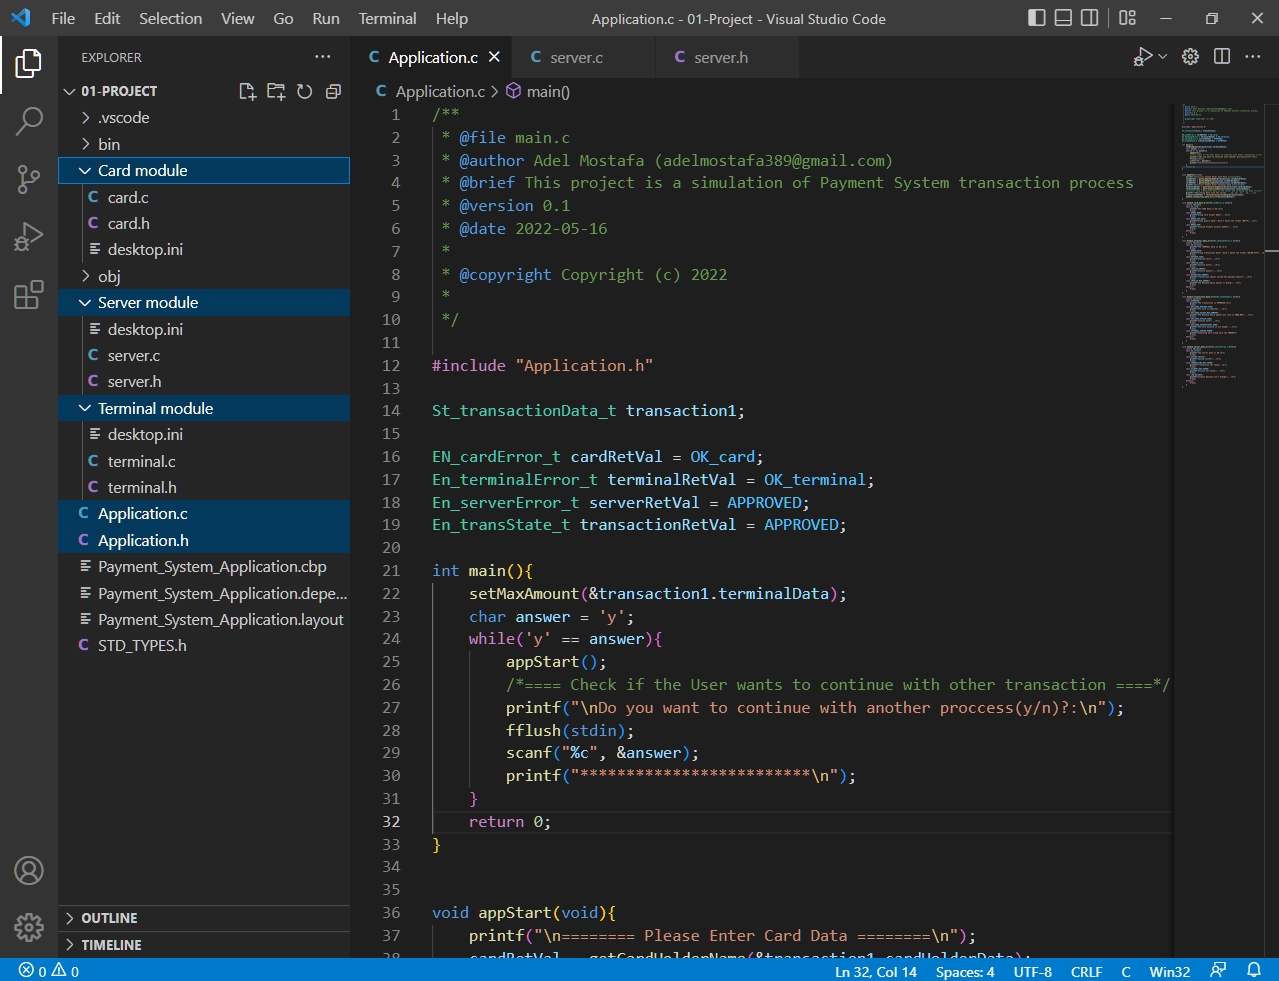 File Edit Selection View Go Run Terminal Help
Application.c - 01-Project - Visual Studio Code
EXPLORER
01-PROJECT
.vscode
bin
Card module
card.c
card.h
desktop.ini
obj
Server module
desktop.ini
server.c
server.h
Terminal module
desktop.ini
terminal.c
terminal.h
Application.c
Application.h
Payment_System_Application.cbp
Payment_System_Application.depe...
Payment_System_Application.layout
STD_TYPES.h
OUTLINE
TIMELINE
Application.c server.c server.h
Application.c > main()
1 /**
2 * @file main.c
3 * @author Adel Mostafa (adelmostafa389@gmail.com)
4 * @brief This project is a simulation of Payment System transaction process
5 * @version 0.1
6 * @date 2022-05-16
7 *
8 * @copyright Copyright (c) 2022
9 *
10 */
11
12 #include "Application.h"
13
14 St_transactionData_t transaction1;
15
16 EN_cardError_t cardRetVal = OK_card;
17 En_terminalError_t terminalRetVal = OK_terminal;
18 En_serverError_t serverRetVal = APPROVED;
19 En_transState_t transactionRetVal = APPROVED;
20
21 int main(){
22 setMaxAmount(&transaction1.terminalData);
23 char answer = 'y';
24 while('y' == answer){
25 appStart();
26 /*==== Check if the User wants to continue with other transaction ====*/
27 printf("\nDo you want to continue with another proccess(y/n)?:\n");
28 fflush(stdin);
29 scanf("%c", &answer);
30 printf("*************************\n");
31 }
32 return 0;
33 }
34
35
36 void appStart(void){
37 printf("\n======== Please Enter Card Data ========\n");
38 cardRetVal = getCardHolderName(&transaction1.cardHolderData);
0 0
Ln 32, Col 14 Spaces: 4 UTF-8 CRLF C Win32